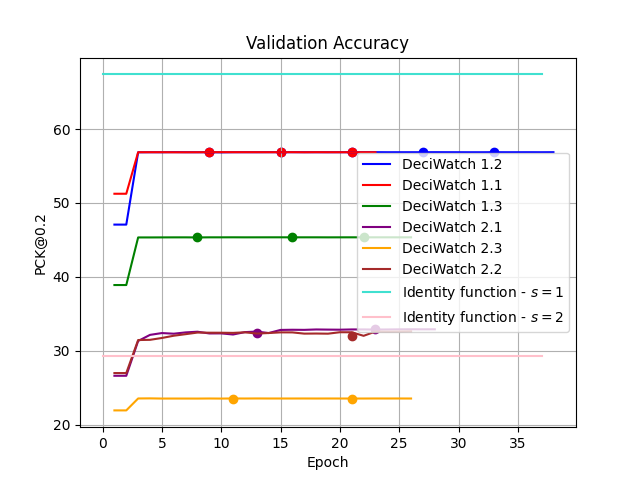 Validation Accuracy
PCK@0.2
60
50
40
30
20
DeciWatch 1.2
DeciWatch 1.1
DeciWatch 1.3
DeciWatch 2.1
DeciWatch 2.3
DeciWatch 2.2
Identity function - s = 1
Identity function - s = 2
0 5 10 15 20 25 30 35
Epoch